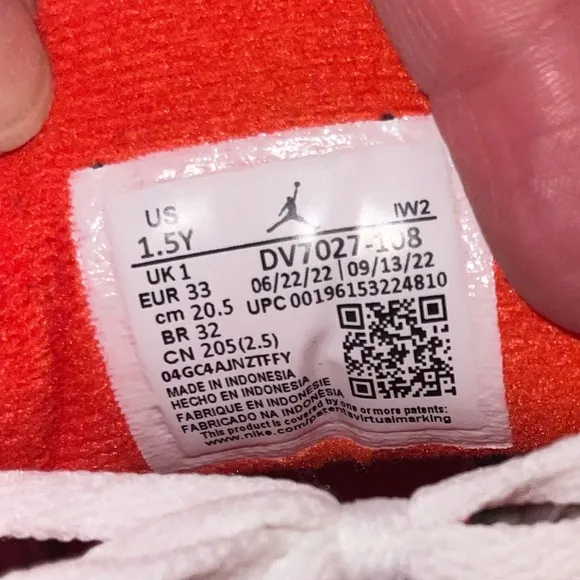 US
1.5Y
IW2
UK 1
EUR 33
cm 20.5
BR 32
CN 205(2.5)
DV7027-108
06/22/22 | 09/13/22
UPC 00196153224810
04GC4AJNZTFFY
MADE IN INDONESIA
HECHO EN INDONESIA
FABRIQUE EN INDONESIE
FABRICADO NA INDONESIA
This product is covered by one or more patents:
www.nike.com/patentsvirtualmarking